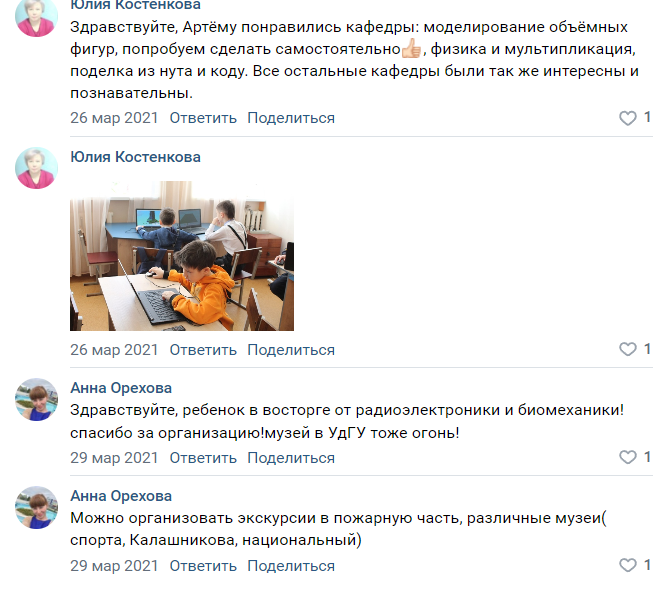 Юлия Костенкова
Здравствуйте, Артёму понравились кафедры: моделирование объёмных
фигур, попробуем сделать самостоятельно👍🏼, физика и мультипликация,
поделка из нута и коду. Все остальные кафедры были так же интересны и
познавательны.
26 мар 2021 Ответить Поделиться 1
Юлия Костенкова
26 мар 2021 Ответить Поделиться 1
Анна Орехова
Здравствуйте, ребенок в восторге от радиоэлектроники и биомеханики!
спасибо за организацию!музей в УдГУ тоже огонь!
29 мар 2021 Ответить Поделиться 1
Анна Орехова
Можно организовать экскурсии в пожарную часть, различные музеи(
спорта, Калашникова, национальный)
29 мар 2021 Ответить Поделиться 1